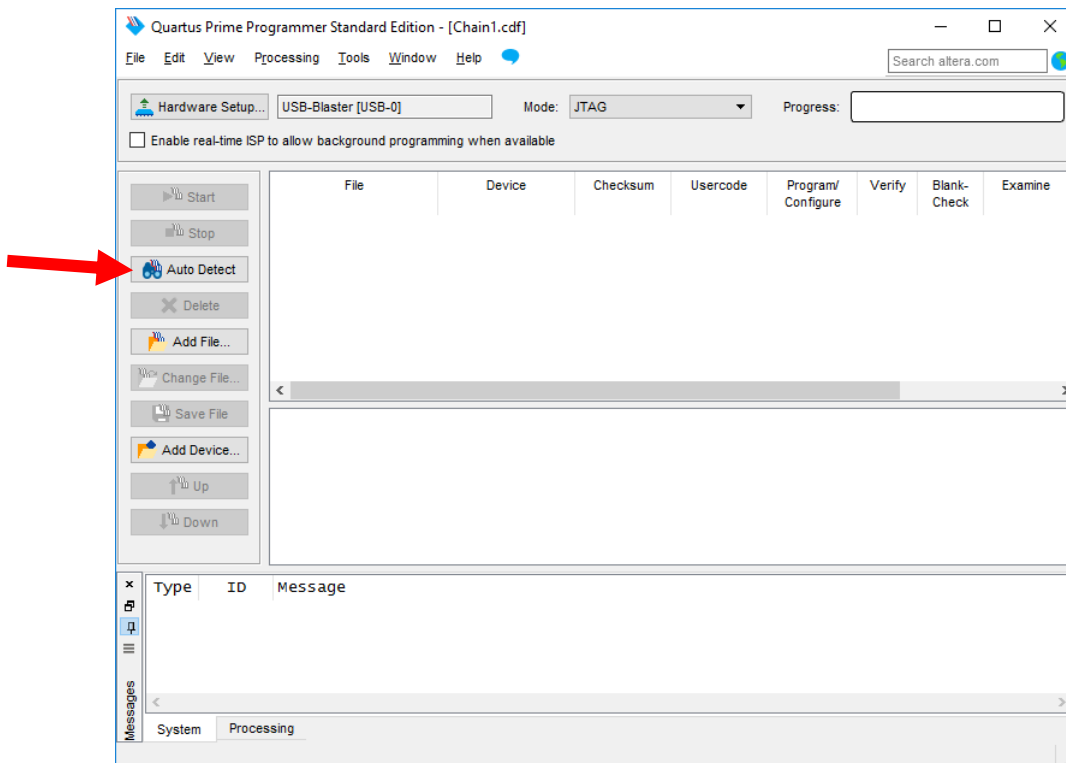 Quartus Prime Programmer Standard Edition - [Chain1.cdf]
File Edit View Processing Tools Window Help
Search altera.com
Hardware Setup... USB-Blaster [USB-0] Mode: JTAG Progress:
Enable real-time ISP to allow background programming when available
File Device Checksum Usercode Program/ Verify Blank- Examine
Configure Check
Start
Stop
Auto Detect
Delete
Add File...
Change File...
Save File
Add Device...
Up
Down
Type ID Message
Messages
System Processing